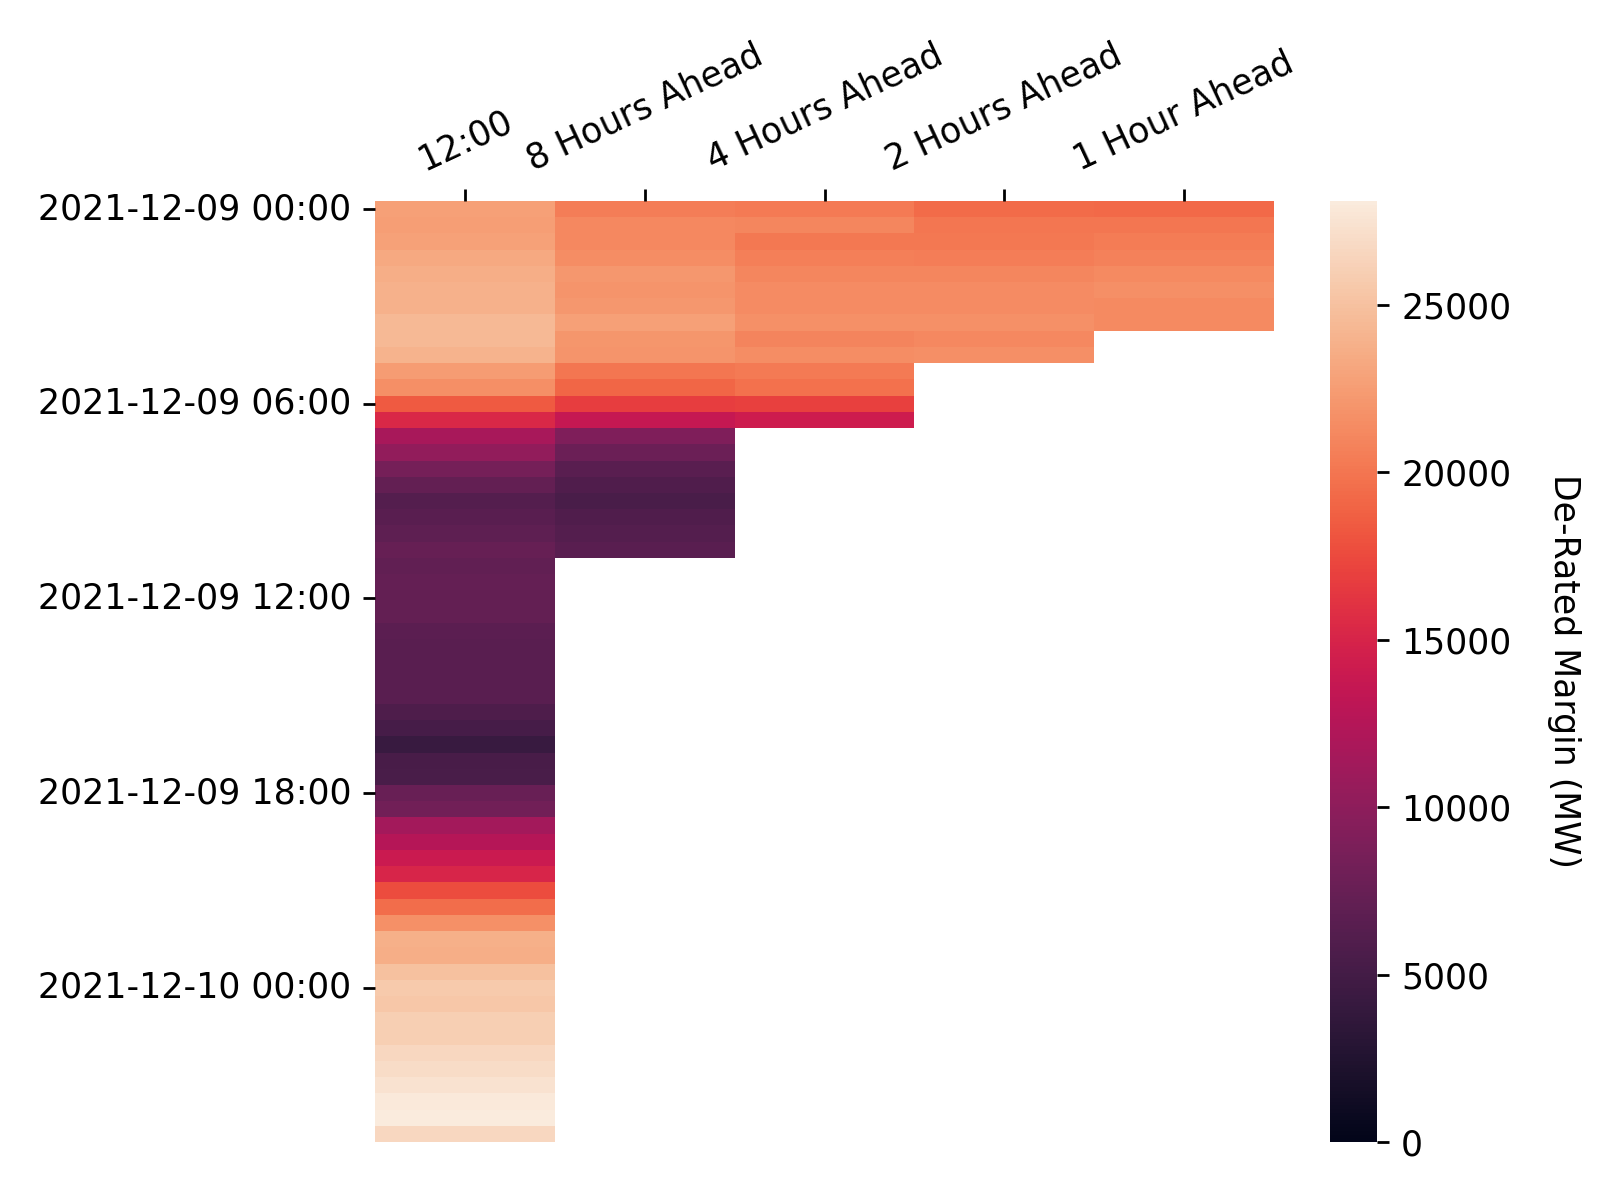 12:00
8 Hours Ahead
4 Hours Ahead
2 Hours Ahead
1 Hour Ahead
2021-12-09 00:00
2021-12-09 06:00
2021-12-09 12:00
2021-12-09 18:00
2021-12-10 00:00
25000
20000
15000
10000
5000
0
De-Rated Margin (MW)